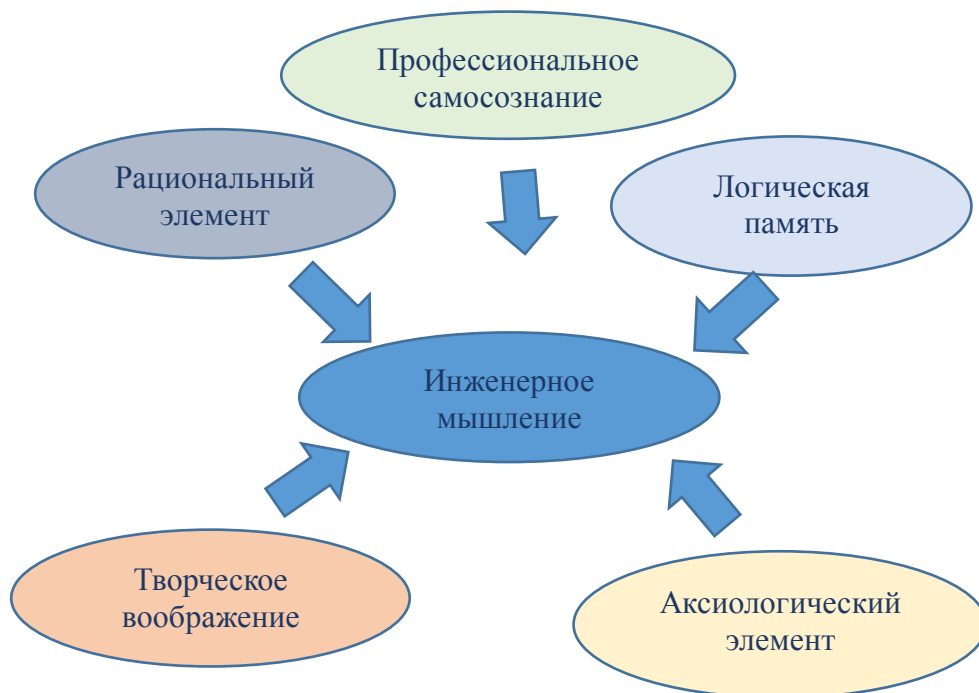 Профессиональное
самосознание
Рациональный
элемент
Логическая
память
Инженерное
мышление
Творческое
воображение
Аксиологический
элемент